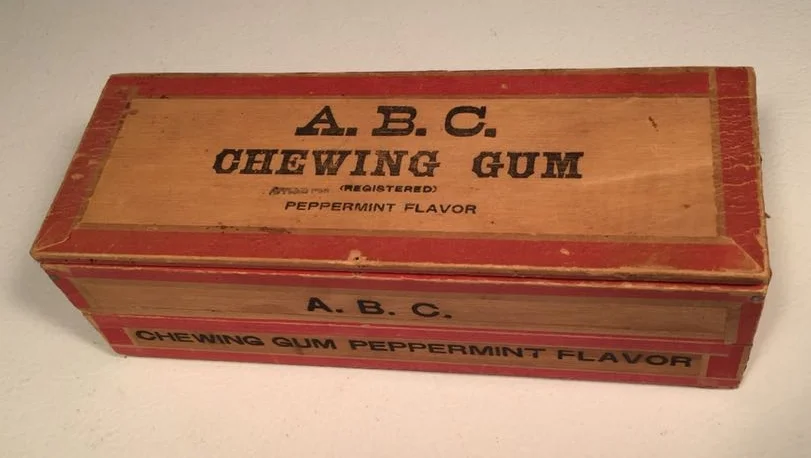 A. B. C.
CHEWING GUM
(REGISTERED)
PEPPERMINT FLAVOR
A. B. C.
CHEWING GUM PEPPERMINT FLAVOR